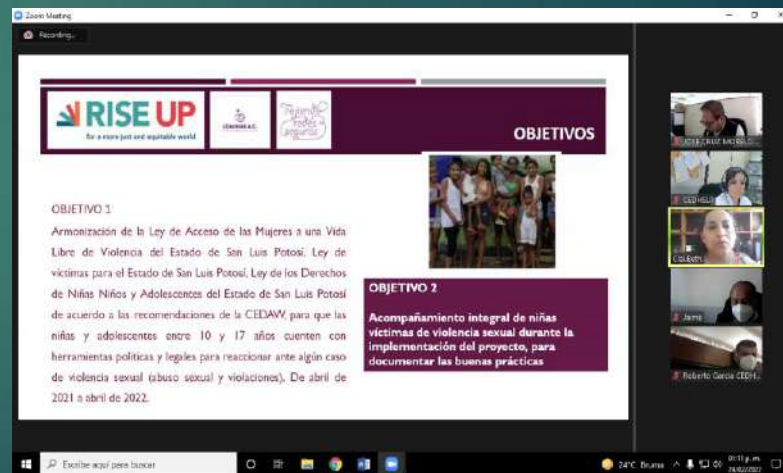 Zoom Meeting
Recording...
RISE UP
for a more just and equitable world
OBJETIVOS
OBJETIVO 1
Armonización de la Ley de Acceso de las Mujeres a una Vida
Libre de Violencia del Estado de San Luis Potosí, Ley de
víctimas para el Estado de San Luis Potosí, Ley de los Derechos
de Niñas Niños y Adolescentes del Estado de San Luis Potosí
de acuerdo a las recomendaciones de la CEDAW, para que las
niñas y adolescentes entre 10 y 17 años cuenten con
herramientas políticas y legales para reaccionar ante algún caso
de violencia sexual (abuso sexual y violaciones). De abril de
2021 a abril de 2022.
OBJETIVO 2
Acompañamiento integral de niñas
víctimas de violencia sexual durante la
implementación del proyecto, para
documentar las buenas prácticas
CEDHSLP
Jaime
Roberto Garcia CEDH...
Escribe aquí para buscar
24°C Bruma
01:11 p.m.